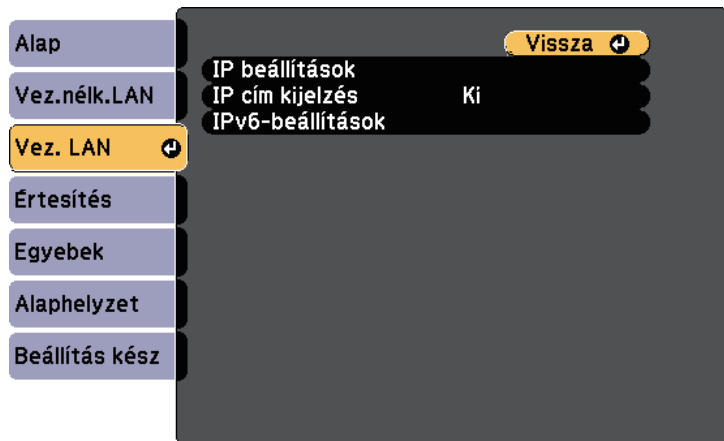 Alap
Vez.nélk.LAN
Vez. LAN
Értesítés
Egyebek
Alaphelyzet
Beállítás kész
Vissza
IP beállítások
IP cím kijelzés Ki
IPv6-beállítások